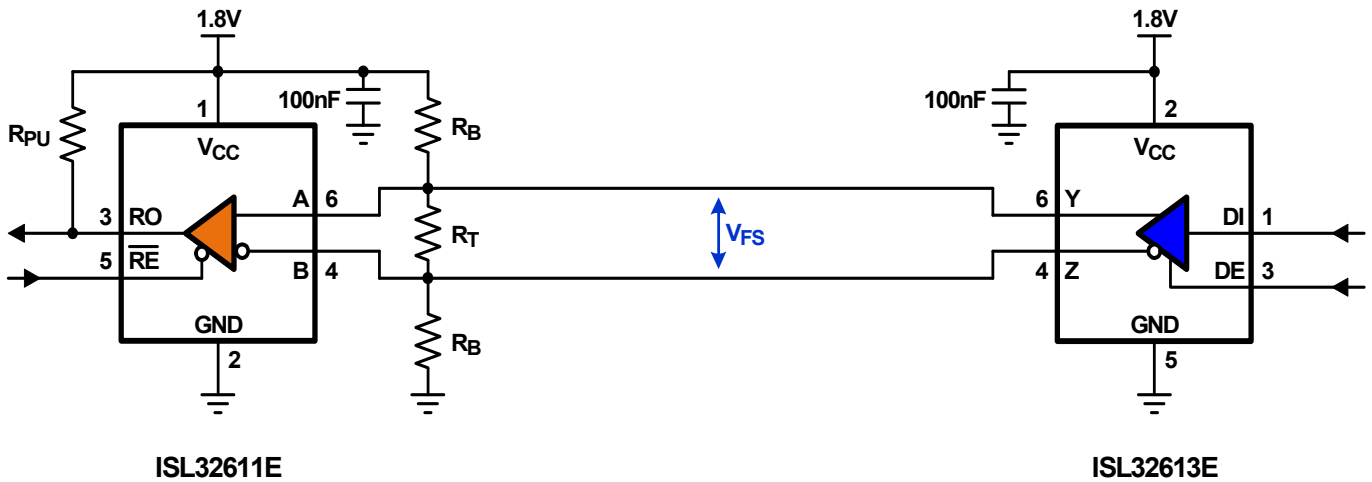 1.8V
1.8V
100nF
100nF
1
2
RPU
RB
VCC
VCC
A 6
6 Y
3 RO
DI 1
RT
VFS
5 RE
B 4
4 Z
DE 3
GND
GND
RB
2
5
ISL32611E
ISL32613E